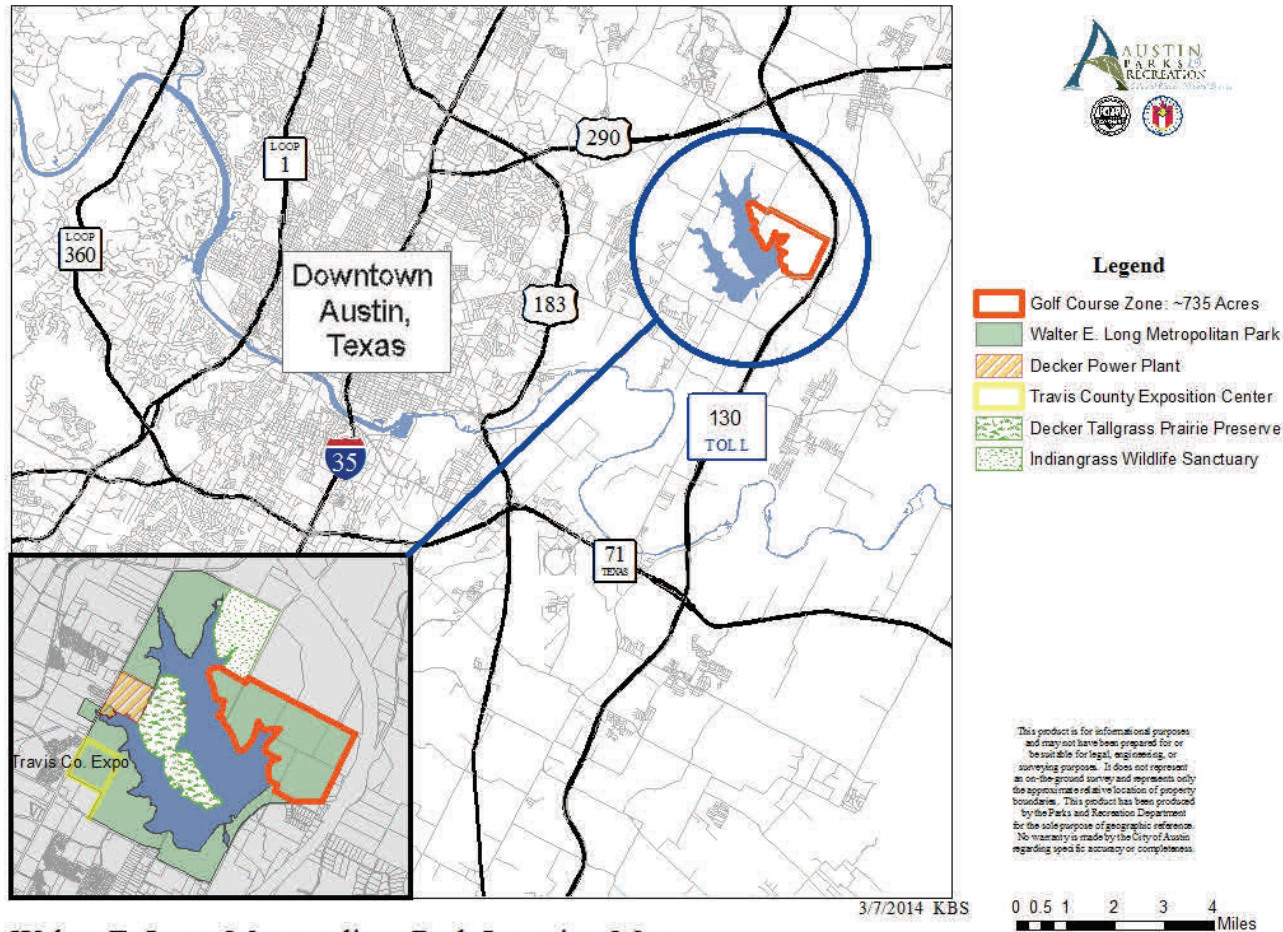 290
LOOP
1
LOOP
360
Downtown
Austin,
Texas
183
130
TOLL
35
71
TEXAS
Travis Co. Expo
AUSTIN
PARKS
RECREATION
Legend
Golf Course Zone: ~735 Acres
Walter E. Long Metropolitan Park
Decker Power Plant
Travis County Exposition Center
Decker Tallgrass Prairie Preserve
Indiangrass Wildlife Sanctuary
This product is for informational purposes
and may not have been prepared for or
be suitable for legal, engineering, or
surveying purposes. It does not represent
an on-the-ground survey and represents only
the approximate relative location of property
boundaries. This product has been produced
by the Parks and Recreation Department
for the sole purpose of geographic reference.
No warranty is made by the City of Austin
regarding specific accuracy or completeness.
3/7/2014 KBS
0 0.5 1 2 3 4
Miles